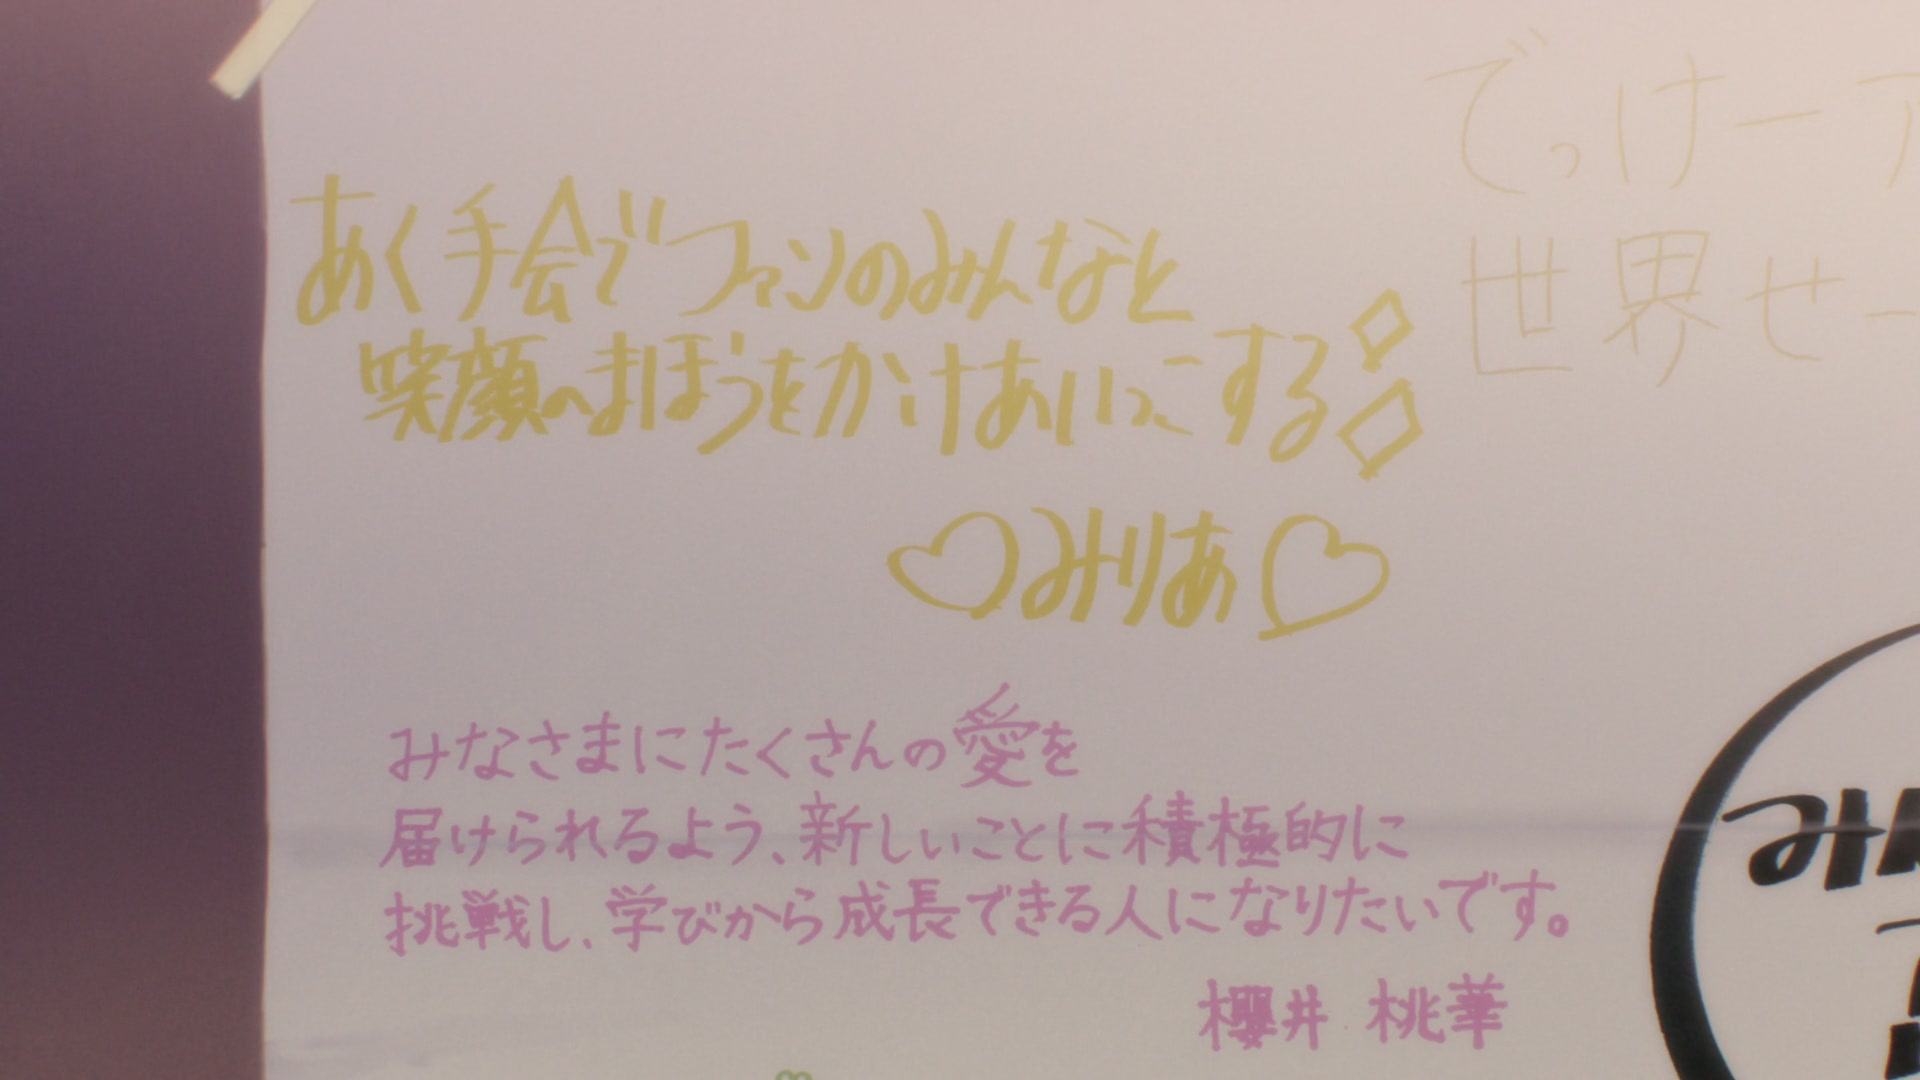 あく手会でファンのみんなと
笑顔のまほうをかけあいっこする
みりあ
でっけーア
世界せー
みなさまにたくさんの愛を
届けられるよう、新しいことに積極的に
挑戦し、学びから成長できる人になりたいです。
櫻井 桃華
み